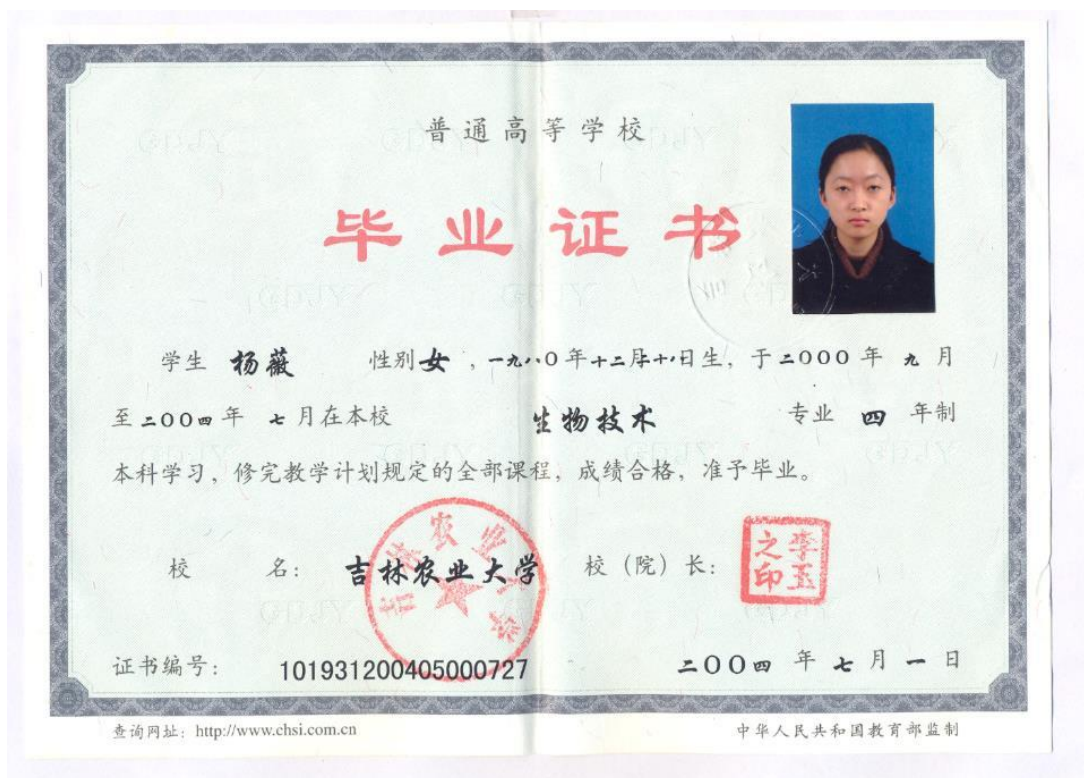 普通高等学校
毕业证书
学生 杨薇 性别 女 ，一九八〇年十二月十八日生，于二〇〇〇年 九 月
至二〇〇四年 七 月在本校 生物技术 专业 四 年制
本科学习，修完教学计划规定的全部课程，成绩合格，准予毕业。
校 名： 吉林农业大学 校（院）长： 李玉之印
吉林农业大学
证书编号： 101931200405000727 二〇〇四 年 七 月 一 日
查询网址：http://www.chsi.com.cn 中华人民共和国教育部监制